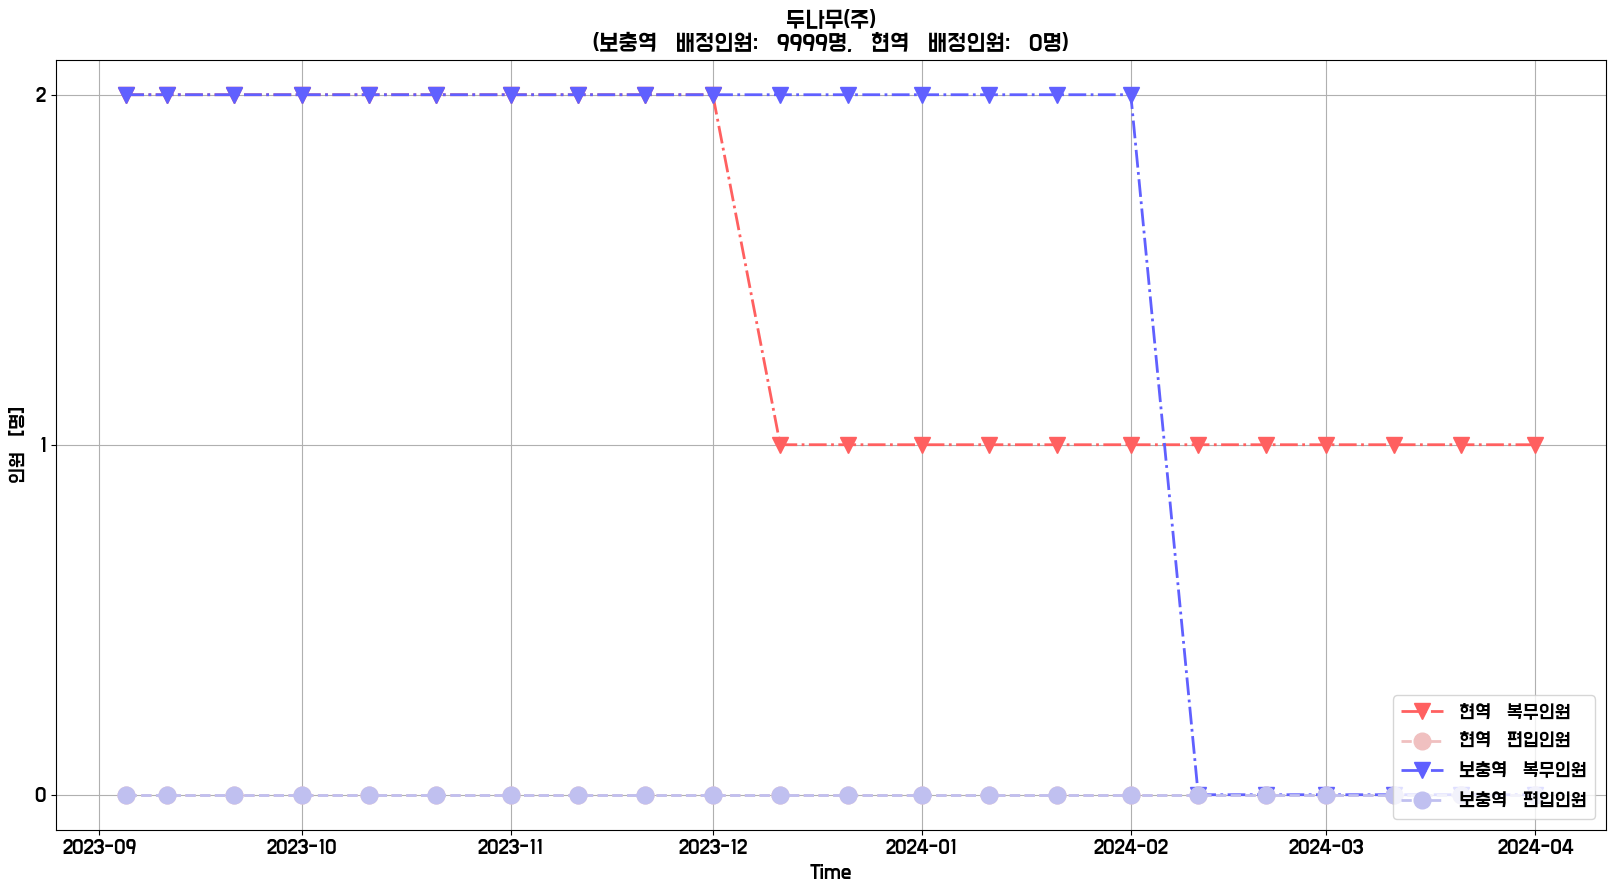 두나무(주)
(보충역 배정인원: 9999명, 현역 배정인원: 0명)
2
1
0
인원 [명]
2023-09 2023-10 2023-11 2023-12 2024-01 2024-02 2024-03 2024-04
Time
현역 복무인원
현역 편입인원
보충역 복무인원
보충역 편입인원